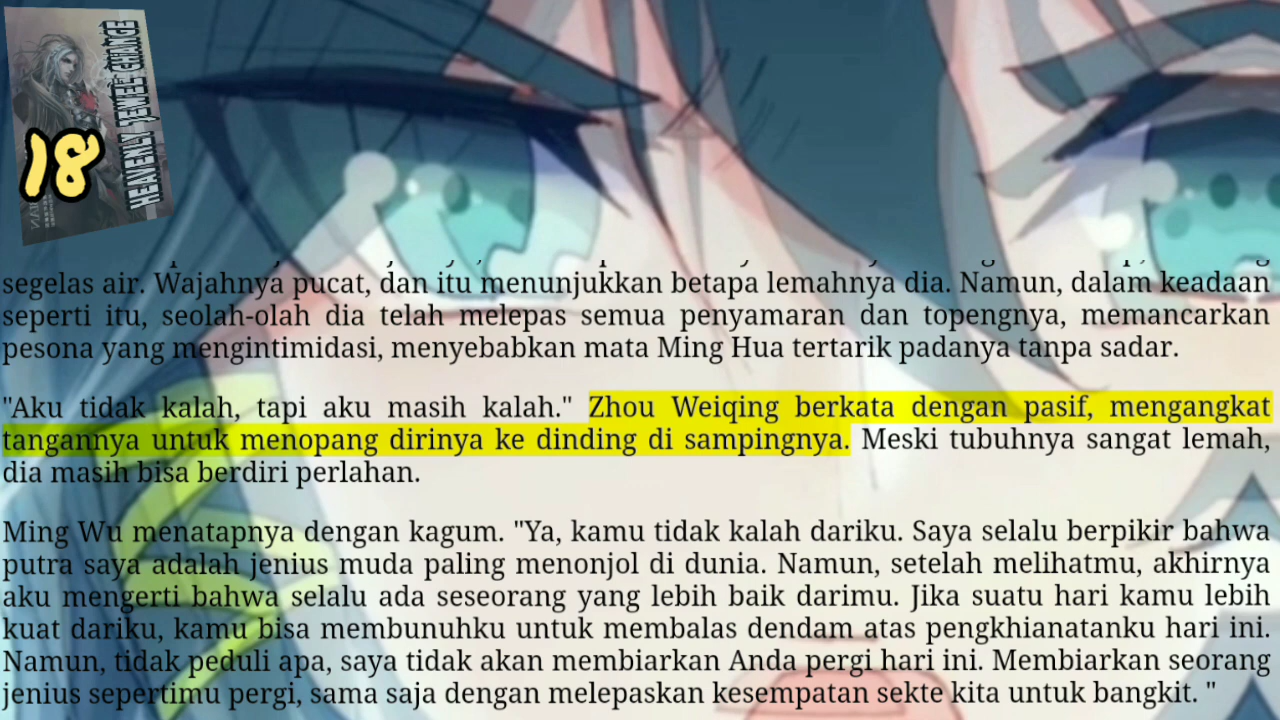 HEAVENLY JEWEL CHANGE
18
segelas air. Wajahnya pucat, dan itu menunjukkan betapa lemahnya dia. Namun, dalam keadaan
seperti itu, seolah-olah dia telah melepas semua penyamaran dan topengnya, memancarkan
pesona yang mengintimidasi, menyebabkan mata Ming Hua tertarik padanya tanpa sadar.
"Aku tidak kalah, tapi aku masih kalah." Zhou Weiqing berkata dengan pasif, mengangkat
tangannya untuk menopang dirinya ke dinding di sampingnya. Meski tubuhnya sangat lemah,
dia masih bisa berdiri perlahan.
Ming Wu menatapnya dengan kagum. "Ya, kamu tidak kalah dariku. Saya selalu berpikir bahwa
putra saya adalah jenius muda paling menonjol di dunia. Namun, setelah melihatmu, akhirnya
aku mengerti bahwa selalu ada seseorang yang lebih baik darimu. Jika suatu hari kamu lebih
kuat dariku, kamu bisa membunuhku untuk membalas dendam atas pengkhianatanku hari ini.
Namun, tidak peduli apa, saya tidak akan membiarkan Anda pergi hari ini. Membiarkan seorang
jenius sepertimu pergi, sama saja dengan melepaskan kesempatan sekte kita untuk bangkit. "